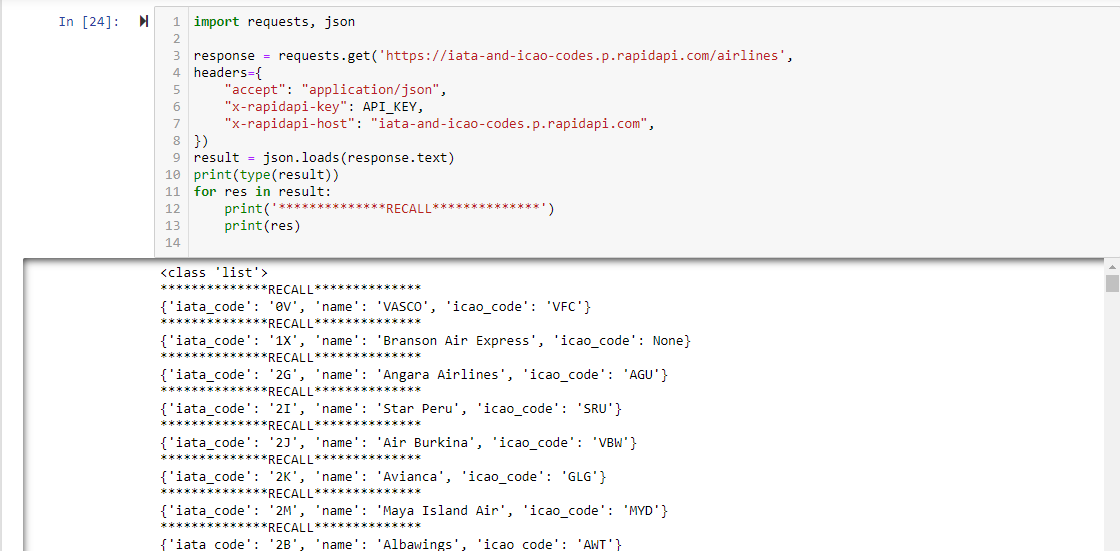 In [24]:
1 import requests, json
2
3 response = requests.get('https://iata-and-icao-codes.p.rapidapi.com/airlines',
4 headers={
5     "accept": "application/json",
6     "x-rapidapi-key": API_KEY,
7     "x-rapidapi-host": "iata-and-icao-codes.p.rapidapi.com",
8 })
9 result = json.loads(response.text)
10 print(type(result))
11 for res in result:
12     print('**************RECALL**************')
13     print(res)
14
<class 'list'>
**************RECALL**************
{'iata_code': '0V', 'name': 'VASCO', 'icao_code': 'VFC'}
**************RECALL**************
{'iata_code': '1X', 'name': 'Branson Air Express', 'icao_code': None}
**************RECALL**************
{'iata_code': '2G', 'name': 'Angara Airlines', 'icao_code': 'AGU'}
**************RECALL**************
{'iata_code': '2I', 'name': 'Star Peru', 'icao_code': 'SRU'}
**************RECALL**************
{'iata_code': '2J', 'name': 'Air Burkina', 'icao_code': 'VBW'}
**************RECALL**************
{'iata_code': '2K', 'name': 'Avianca', 'icao_code': 'GLG'}
**************RECALL**************
{'iata_code': '2M', 'name': 'Maya Island Air', 'icao_code': 'MYD'}
**************RECALL**************
{'iata_code': '2B', 'name': 'Albawings', 'icao_code': 'AWT'}